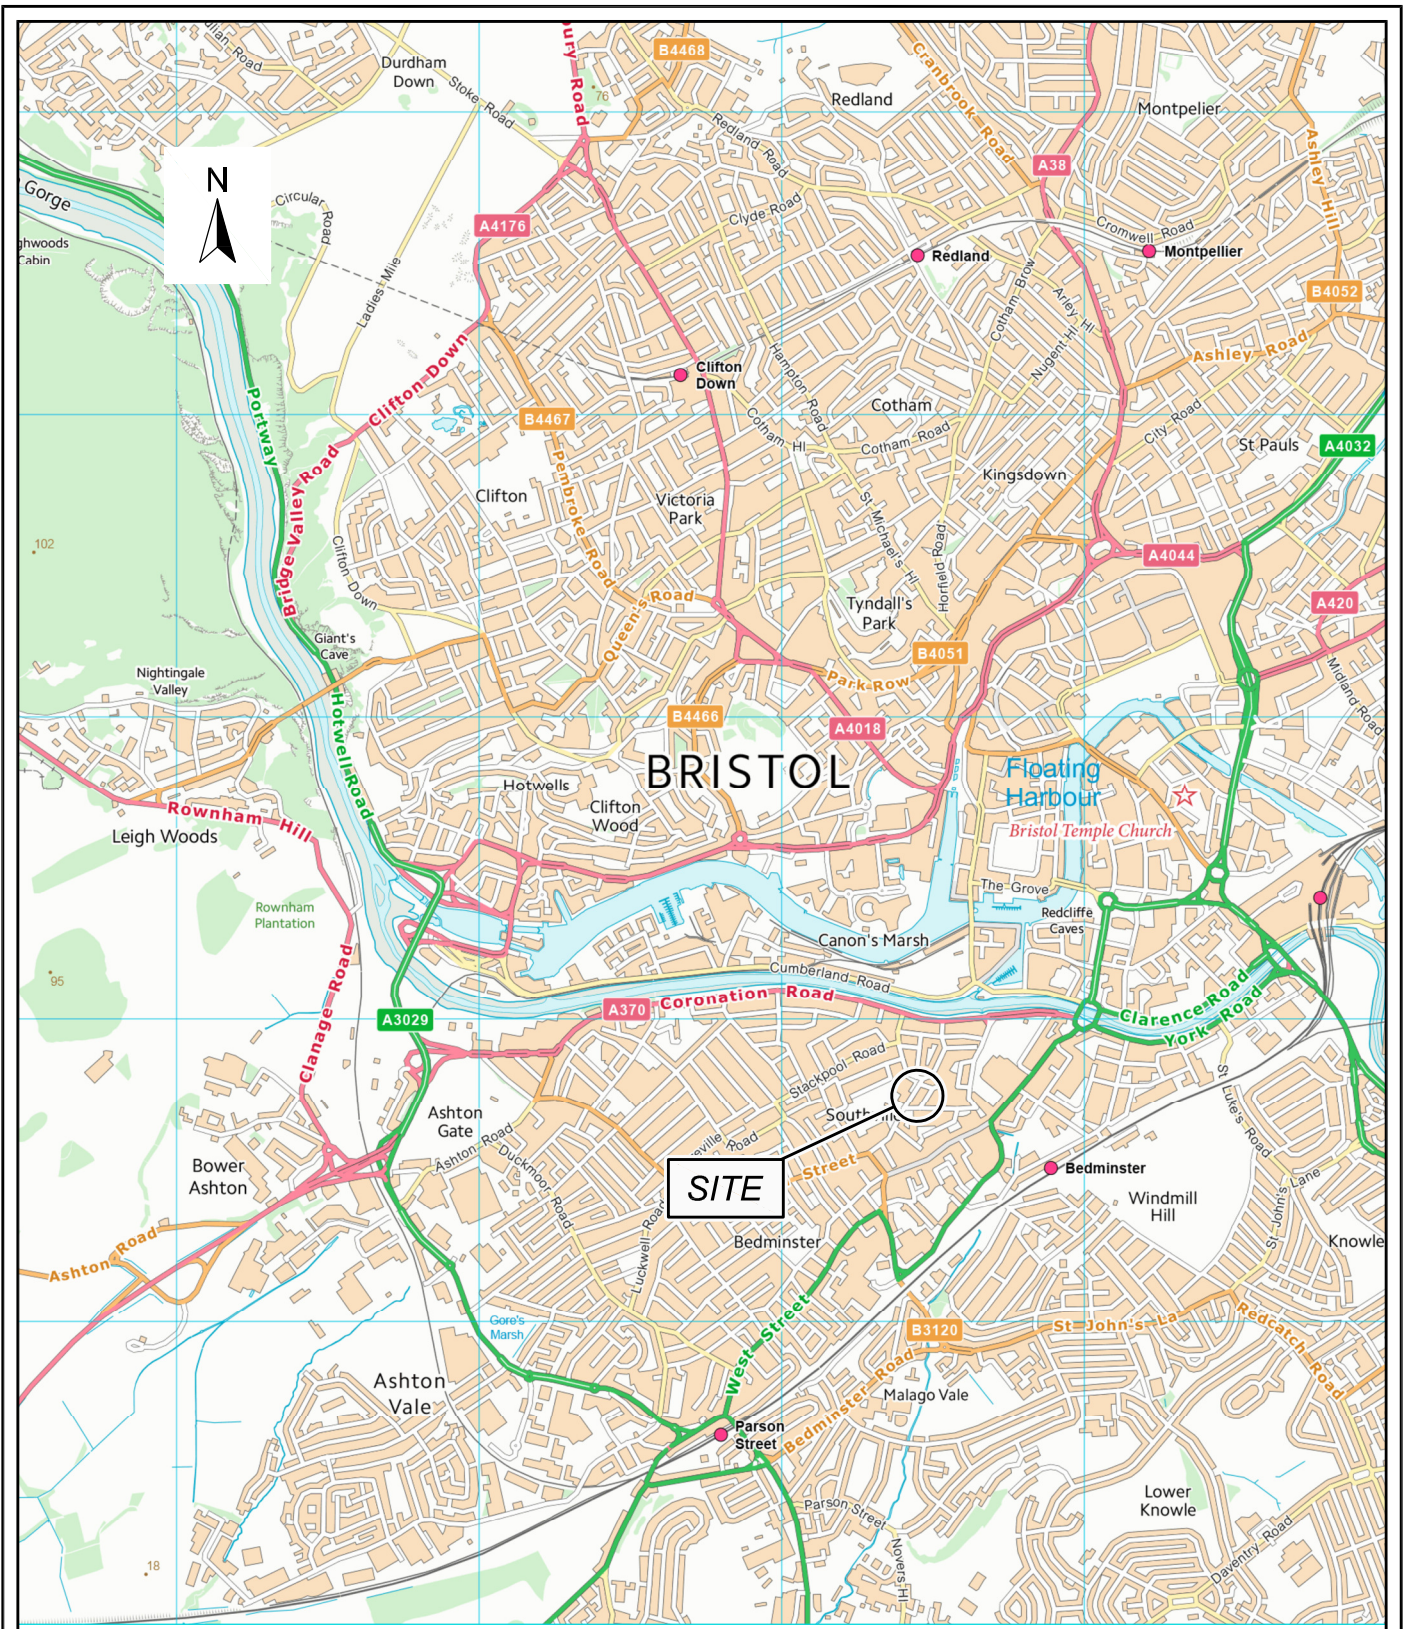 B4468
Durdham
Down
Stoke Road
76
Redland
Cranbrook Road
Montpelier
Redland Road
A38
Ashley Hill
N
Gorge
Circular Road
Clyde Road
Cromwell Road
A4176
Redland
Montpellier
Cabin
Ladies Mile
Cotham Brow
Arley Hl
B4052
Nugent Hl
Ashley Road
Clifton Down
Clifton
Down
Hampton Road
Portway
B4467
Cotham
Cotham Hl
Cotham Road
City Road
St Pauls
A4032
Bridge Valley Road
Pembroke Road
Kingsdown
Clifton
Victoria
Park
St Michael's Hl
Horfield Road
102
Clifton Down
A4044
Queen's Road
Tyndall's
Park
A420
Giant's
Cave
B4051
Nightingale
Valley
Park Row
Midland Road
Hotwell Road
B4466
A4018
BRISTOL
Floating
Harbour
Hotwells
Clifton
Wood
Rownham Hill
Bristol Temple Church
Leigh Woods
The Grove
Rownham
Plantation
Redcliffe
Caves
Canon's Marsh
95
Clanage Road
Cumberland Road
Coronation Road
A370
A3029
Clarence Road
York Road
Stackpool Road
St Luke's Road
Ashton
Gate
Ashton Road
Duckmoor Road
Road
Bower
Ashton
SITE
Street
Bedminster
Windmill
Hill
St John's Lane
Luckwell Road
Bedminster
Knowle
Ashton Road
Gore's
Marsh
West Street
B3120
St John's La
Redcatch Road
Bedminster Road
Ashton
Vale
Malago Vale
Parson
Street
Lower
Knowle
Parson Street
Novers Hl
Daventry Road
18